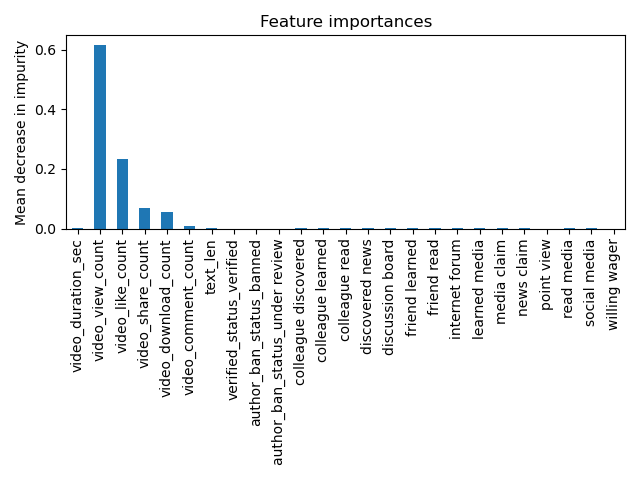 Feature importances
Mean decrease in impurity
0.6
0.4
0.2
0.0
video_duration_sec
video_view_count
video_like_count
video_share_count
video_download_count
video_comment_count
text_len
verified_status_verified
author_ban_status_banned
author_ban_status_under review
colleague discovered
colleague learned
colleague read
discovered news
discussion board
friend learned
friend read
internet forum
learned media
media claim
news claim
point view
read media
social media
willing wager